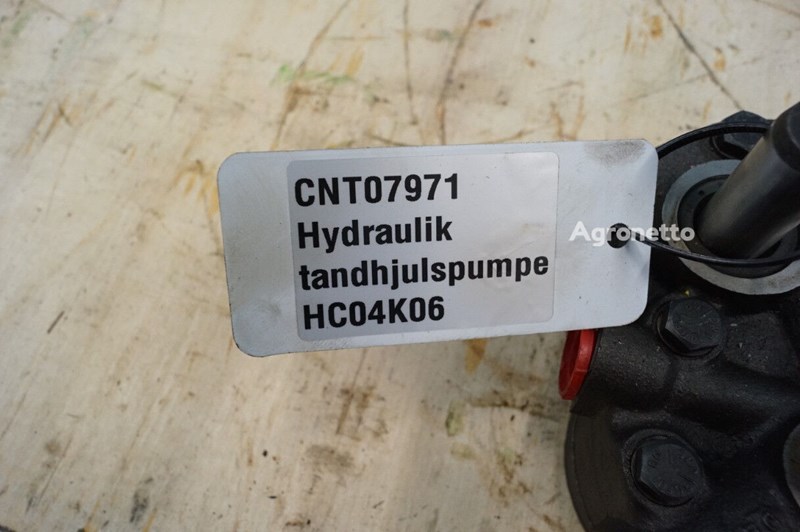 CNT07971
Hydraulik
tandhjulspumpe
HC04K06
Agronetto